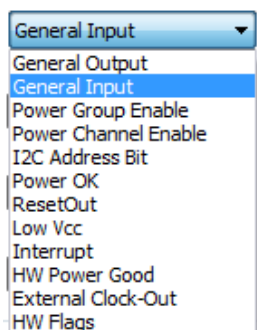 General Input
General Output
General Input
Power Group Enable
Power Channel Enable
I2C Address Bit
Power OK
ResetOut
Low Vcc
Interrupt
HW Power Good
External Clock-Out
HW Flags